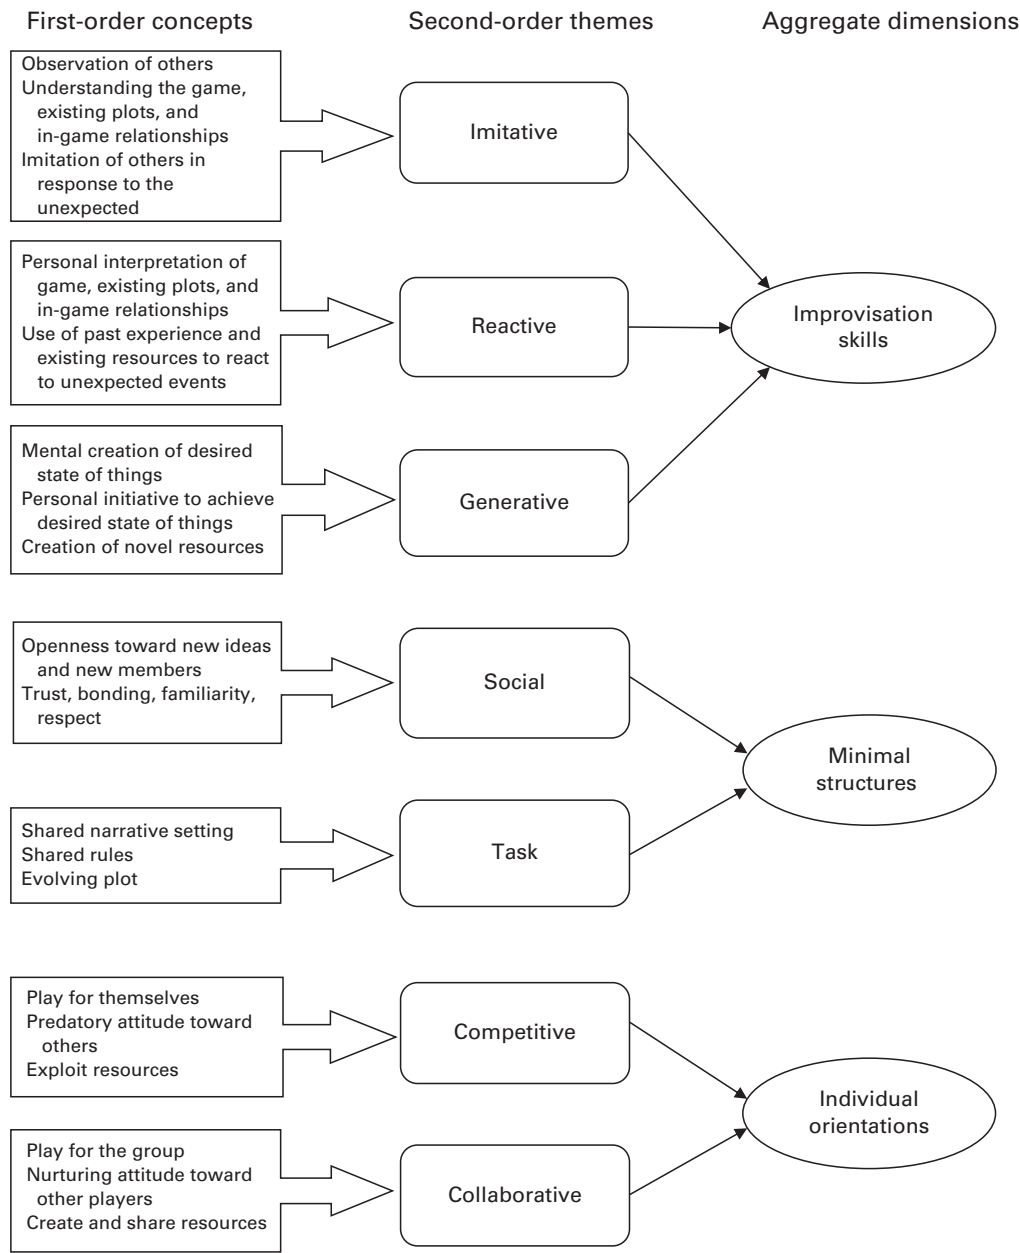 First-order concepts
Second-order themes
Aggregate dimensions
Observation of others
Understanding the game,
existing plots, and
in-game relationships
Imitation of others in
response to the
unexpected
Imitative
Personal interpretation of
game, existing plots, and
in-game relationships
Use of past experience and
existing resources to react
to unexpected events
Reactive
Mental creation of desired
state of things
Personal initiative to achieve
desired state of things
Creation of novel resources
Generative
Improvisation
skills
Openness toward new ideas
and new members
Trust, bonding, familiarity,
respect
Social
Shared narrative setting
Shared rules
Evolving plot
Task
Minimal
structures
Play for themselves
Predatory attitude toward
others
Exploit resources
Competitive
Play for the group
Nurturing attitude toward
other players
Create and share resources
Collaborative
Individual
orientations